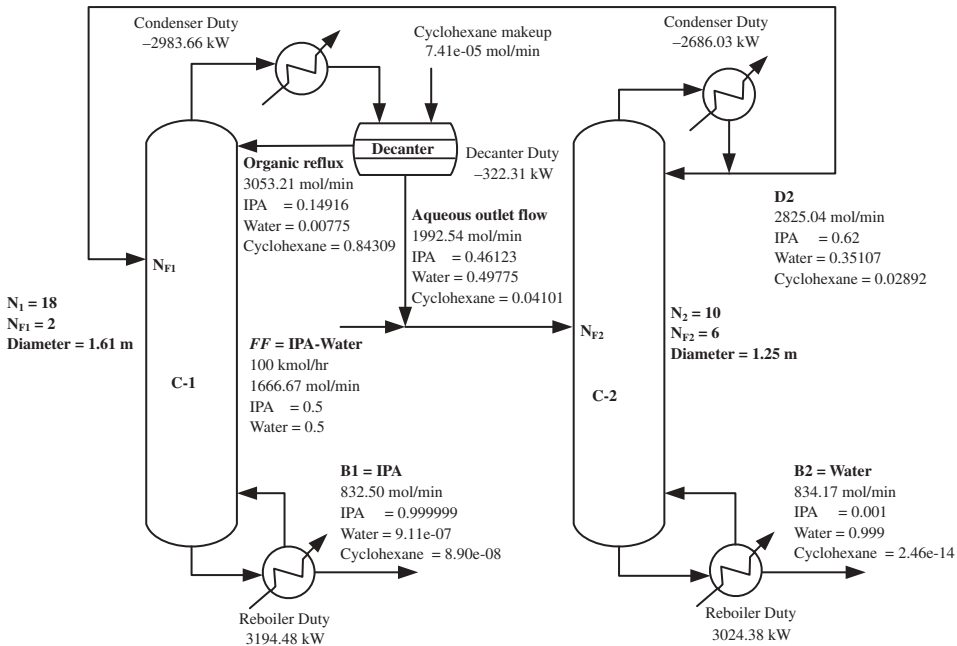 Condenser Duty
–2983.66 kW
Cyclohexane makeup
7.41e-05 mol/min
Condenser Duty
–2686.03 kW
Decanter
Decanter Duty
–322.31 kW
Organic reflux
3053.21 mol/min
IPA = 0.14916
Water = 0.00775
Cyclohexane = 0.84309
Aqueous outlet flow
1992.54 mol/min
IPA = 0.46123
Water = 0.49775
Cyclohexane = 0.04101
D2
2825.04 mol/min
IPA = 0.62
Water = 0.35107
Cyclohexane = 0.02892
NF1
N1 = 18
NF1 = 2
Diameter = 1.61 m
C-1
FF = IPA-Water
100 kmol/hr
1666.67 mol/min
IPA = 0.5
Water = 0.5
NF2
N2 = 10
NF2 = 6
Diameter = 1.25 m
C-2
B1 = IPA
832.50 mol/min
IPA = 0.999999
Water = 9.11e-07
Cyclohexane = 8.90e-08
B2 = Water
834.17 mol/min
IPA = 0.001
Water = 0.999
Cyclohexane = 2.46e-14
Reboiler Duty
3194.48 kW
Reboiler Duty
3024.38 kW